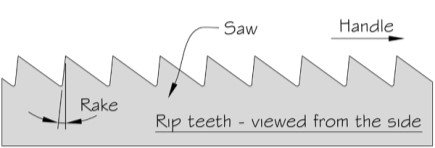 Saw
Handle
Rake
Rip teeth - viewed from the side